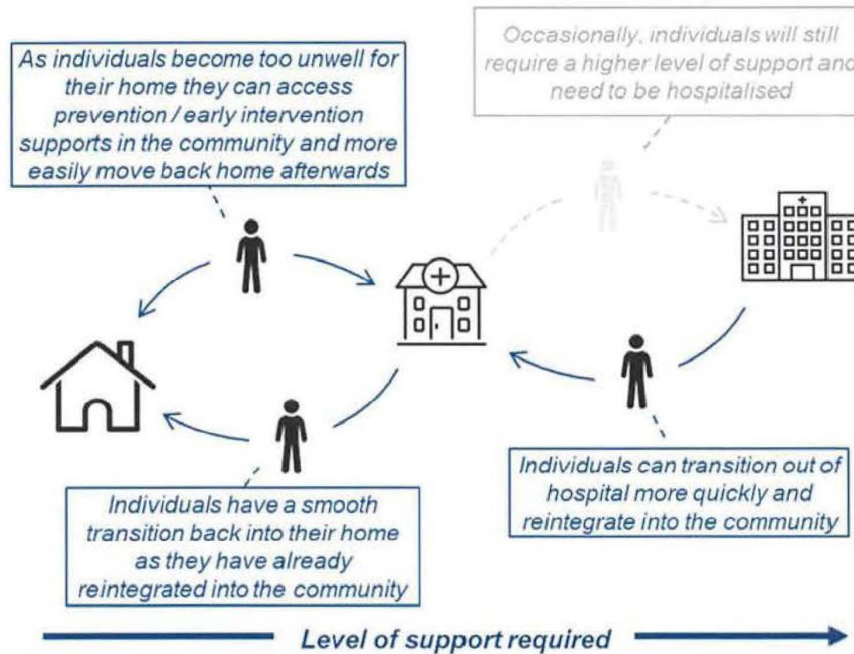 As individuals become too unwell for
their home they can access
prevention / early intervention
supports in the community and more
easily move back home afterwards
Occasionally, individuals will still
require a higher level of support and
need to be hospitalised
Individuals have a smooth
transition back into their home
as they have already
reintegrated into the community
Individuals can transition out of
hospital more quickly and
reintegrate into the community
Level of support required